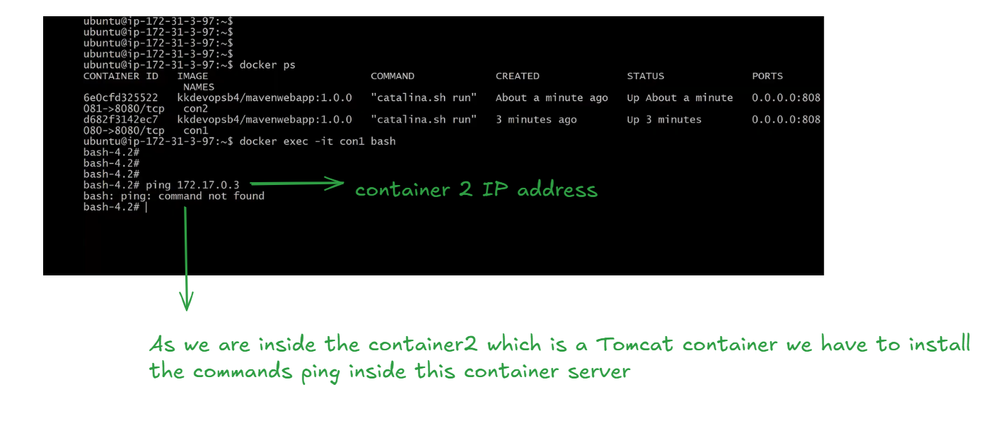 ubuntu@ip-172-31-3-97:~$
ubuntu@ip-172-31-3-97:~$
ubuntu@ip-172-31-3-97:~$
ubuntu@ip-172-31-3-97:~$
ubuntu@ip-172-31-3-97:~$ docker ps
CONTAINER ID IMAGE COMMAND CREATED STATUS PORTS
NAMES
6e0cfd325522 kkdevopsb4/mavenwebapp:1.0.0 "catalina.sh run" About a minute ago Up About a minute 0.0.0.0:808
081->8080/tcp con2
d682f3142ec7 kkdevopsb4/mavenwebapp:1.0.0 "catalina.sh run" 3 minutes ago Up 3 minutes 0.0.0.0:808
080->8080/tcp con1
ubuntu@ip-172-31-3-97:~$ docker exec -it con1 bash
bash-4.2#
bash-4.2#
bash-4.2#
bash-4.2# ping 172.17.0.3
container 2 IP address
bash: ping: command not found
bash-4.2#
As we are inside the container2 which is a Tomcat container we have to install
the commands ping inside this container server